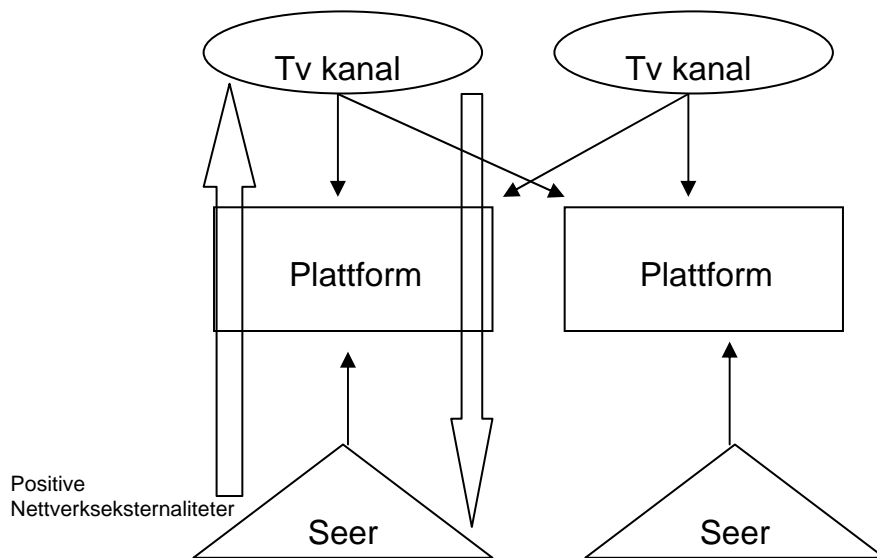 Tv kanal
Tv kanal
Plattform
Plattform
Positive
Nettverkseksternaliteter
Seer
Seer